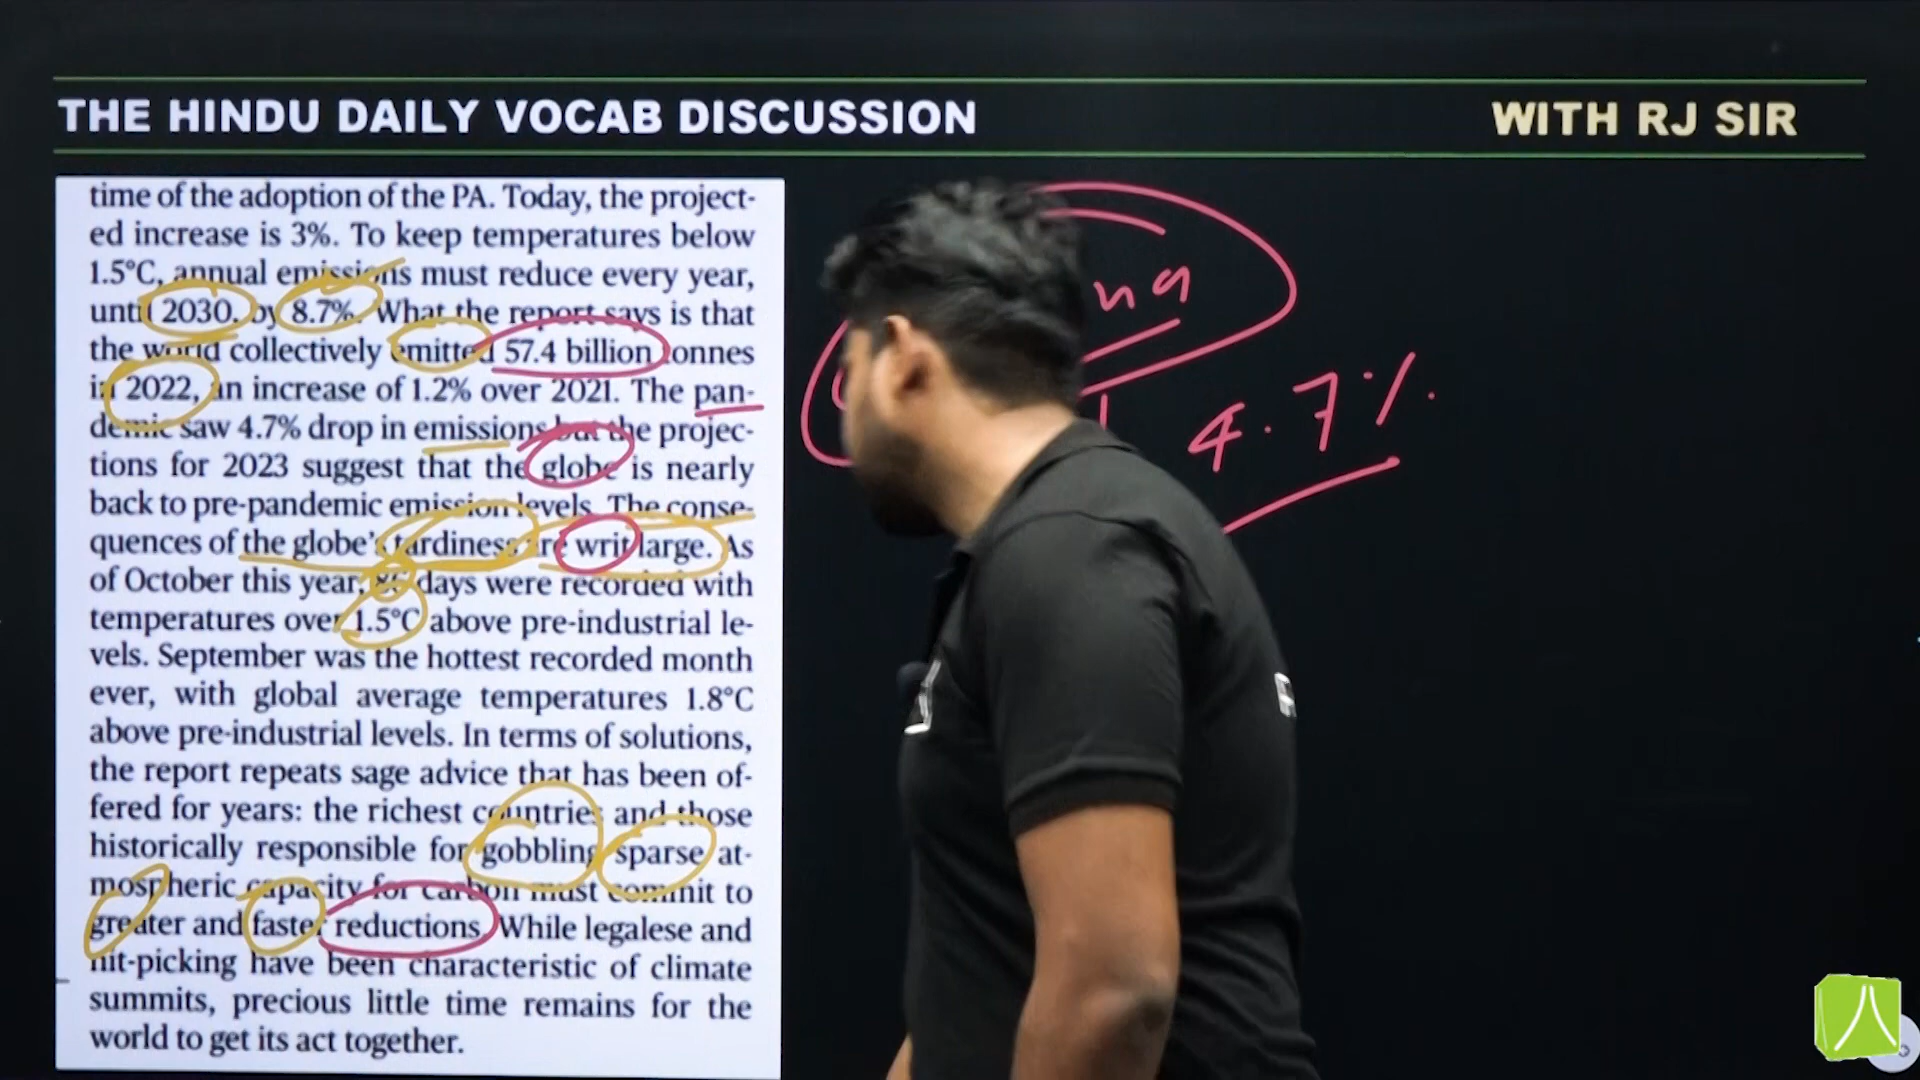 THE HINDU DAILY VOCAB DISCUSSION
WITH RJ SIR
time of the adoption of the PA. Today, the project-
ed increase is 3%. To keep temperatures below
1.5°C, annual emissions must reduce every year,
until 2030, by 8.7%. What the report says is that
the world collectively emitted 57.4 billion tonnes
in 2022, an increase of 1.2% over 2021. The pan-
demic saw 4.7% drop in emissions but the projec-
tions for 2023 suggest that the globe is nearly
back to pre-pandemic emission levels. The conse-
quences of the globe's tardiness are writ large. As
of October this year, days were recorded with
temperatures over 1.5°C above pre-industrial le-
vels. September was the hottest recorded month
ever, with global average temperatures 1.8°C
above pre-industrial levels. In terms of solutions,
the report repeats sage advice that has been of-
fered for years: the richest countries and those
historically responsible for gobbling sparse at-
mospheric capacity for carbon must commit to
greater and faster reductions. While legalese and
nit-picking have been characteristic of climate
summits, precious little time remains for the
world to get its act together.
na
4.7%